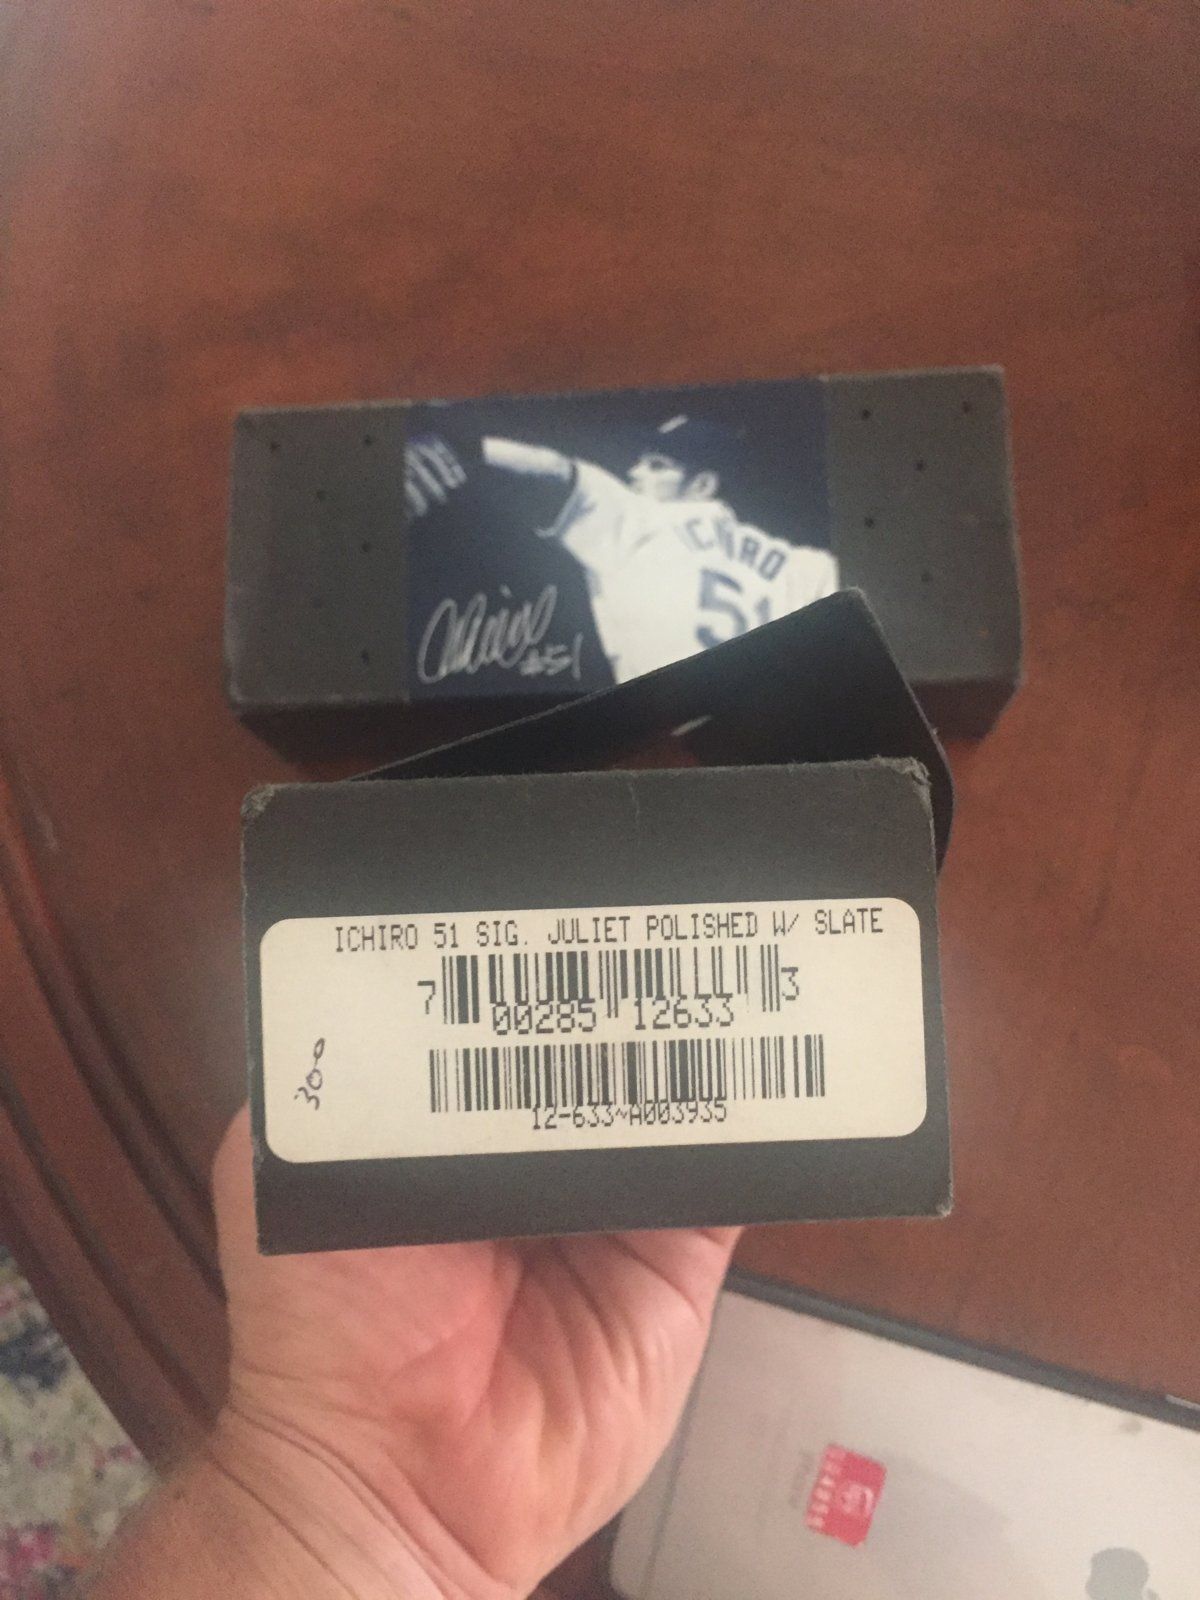 ICHIRO
51
#51
ICHIRO 51 SIG. JULIET POLISHED W/ SLATE
7 00285 12633 3
300
12-633~A003935